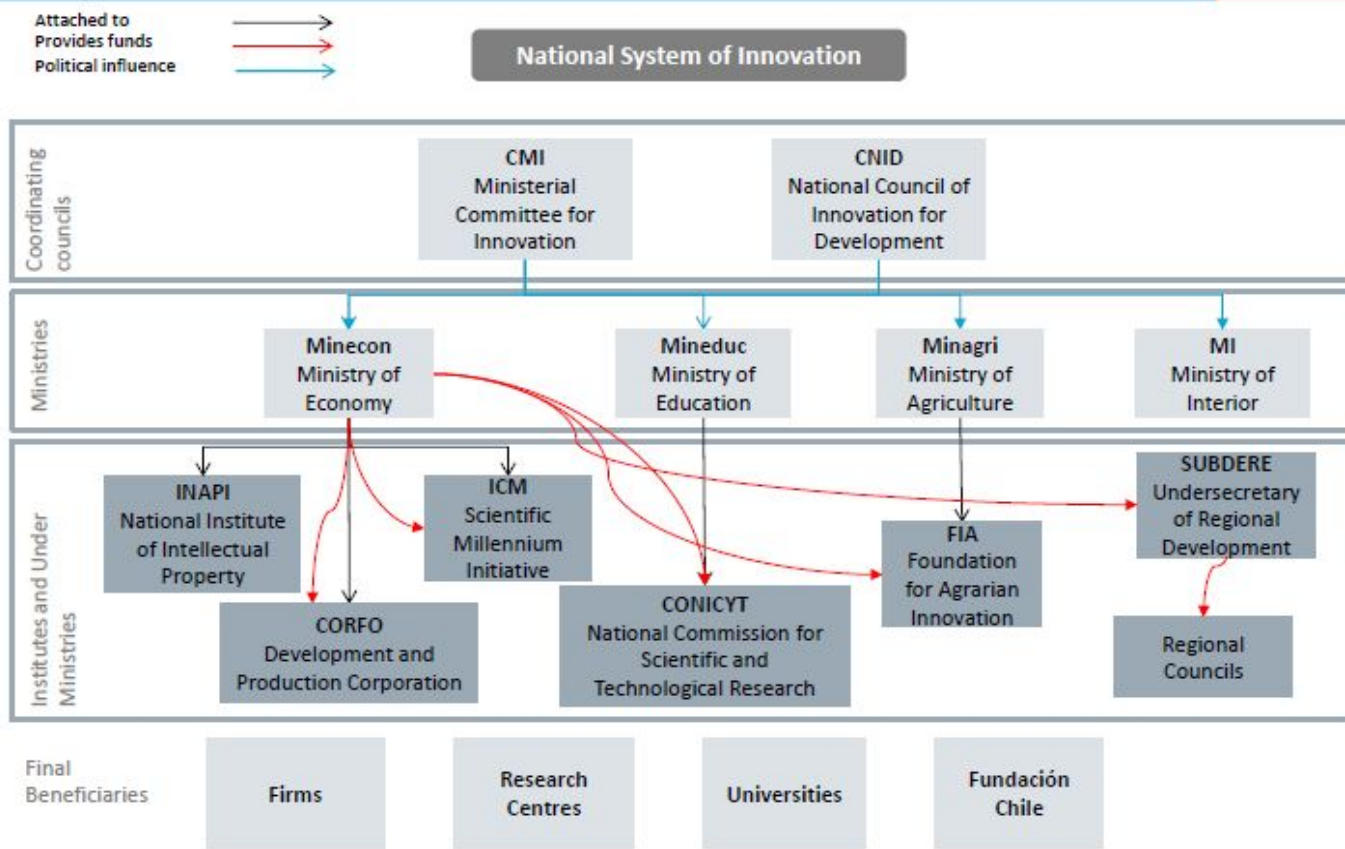 Attached to
Provides funds
Political influence
National System of Innovation
Coordinating
councils
CMI
Ministerial
Committee for
Innovation
CNID
National Council of
Innovation for
Development
Ministries
Minecon
Ministry of
Economy
Mineduc
Ministry of
Education
Minagri
Ministry of
Agriculture
MI
Ministry of
Interior
Institutes and Under
Ministries
INAPI
National Institute
of Intellectual
Property
ICM
Scientific
Millennium
Initiative
CORFO
Development and
Production Corporation
CONICYT
National Commission for
Scientific and
Technological Research
FIA
Foundation
for Agrarian
Innovation
SUBDERE
Undersecretary
of Regional
Development
Regional
Councils
Final
Beneficiaries
Firms
Research
Centres
Universities
Fundación
Chile